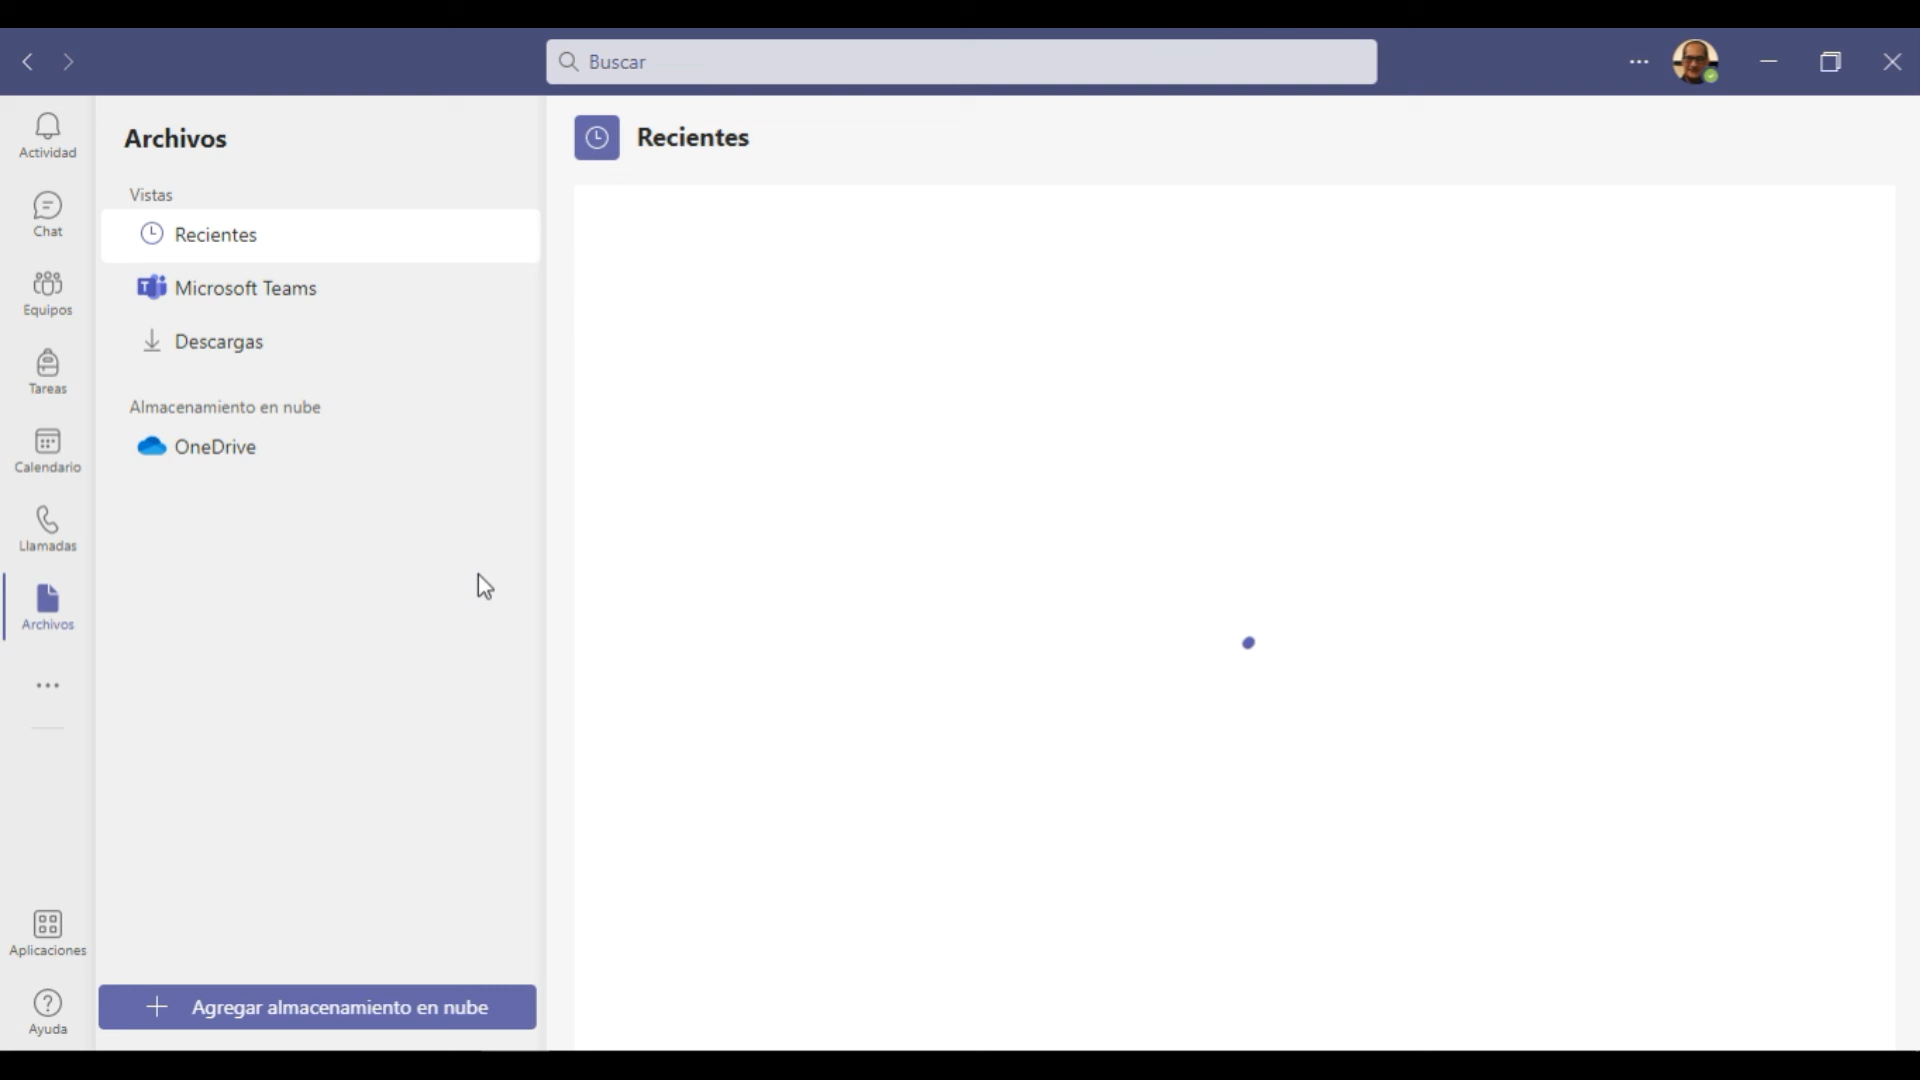 Buscar
Actividad
Chat
Equipos
Tareas
Calendario
Llamadas
Archivos
Aplicaciones
Ayuda
Archivos
Vistas
Recientes
Microsoft Teams
Descargas
Almacenamiento en nube
OneDrive
Agregar almacenamiento en nube
Recientes